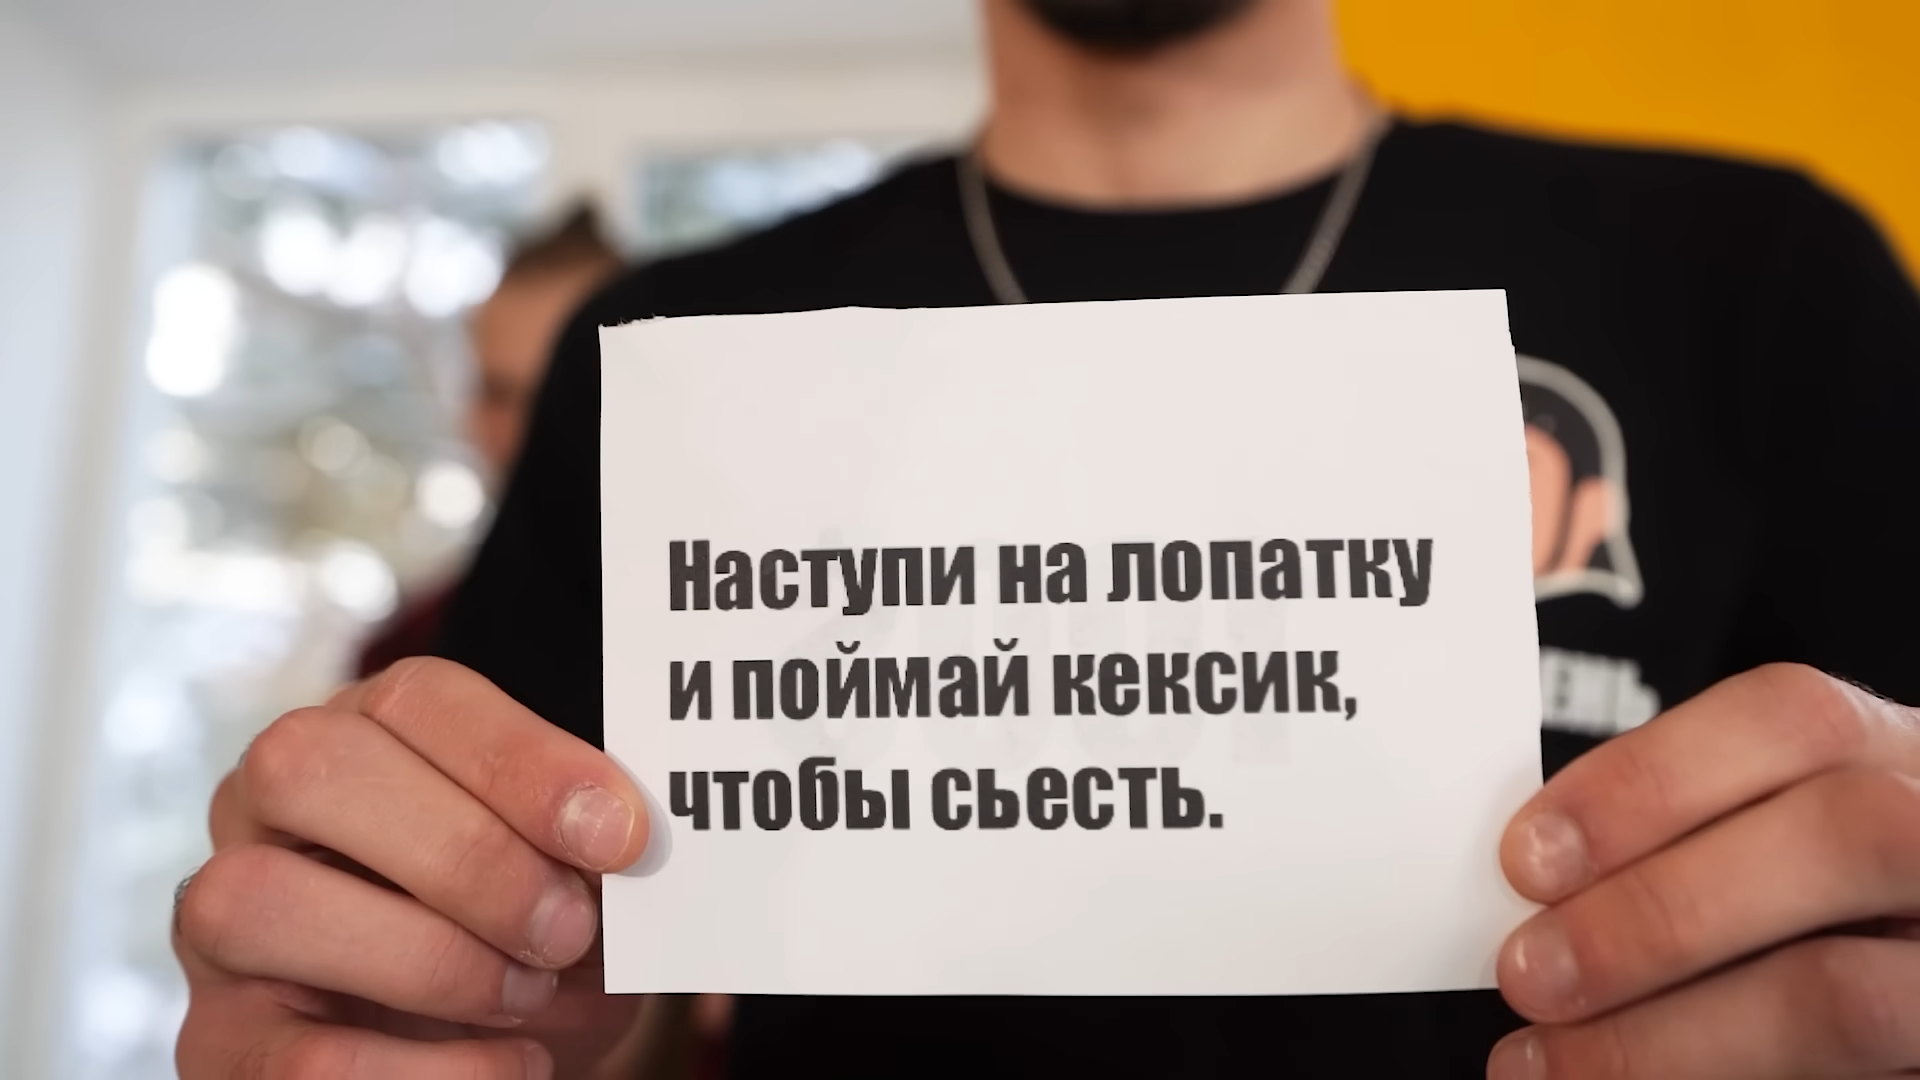 Наступи на лопатку
и поймай кексик,
чтобы сьесть.